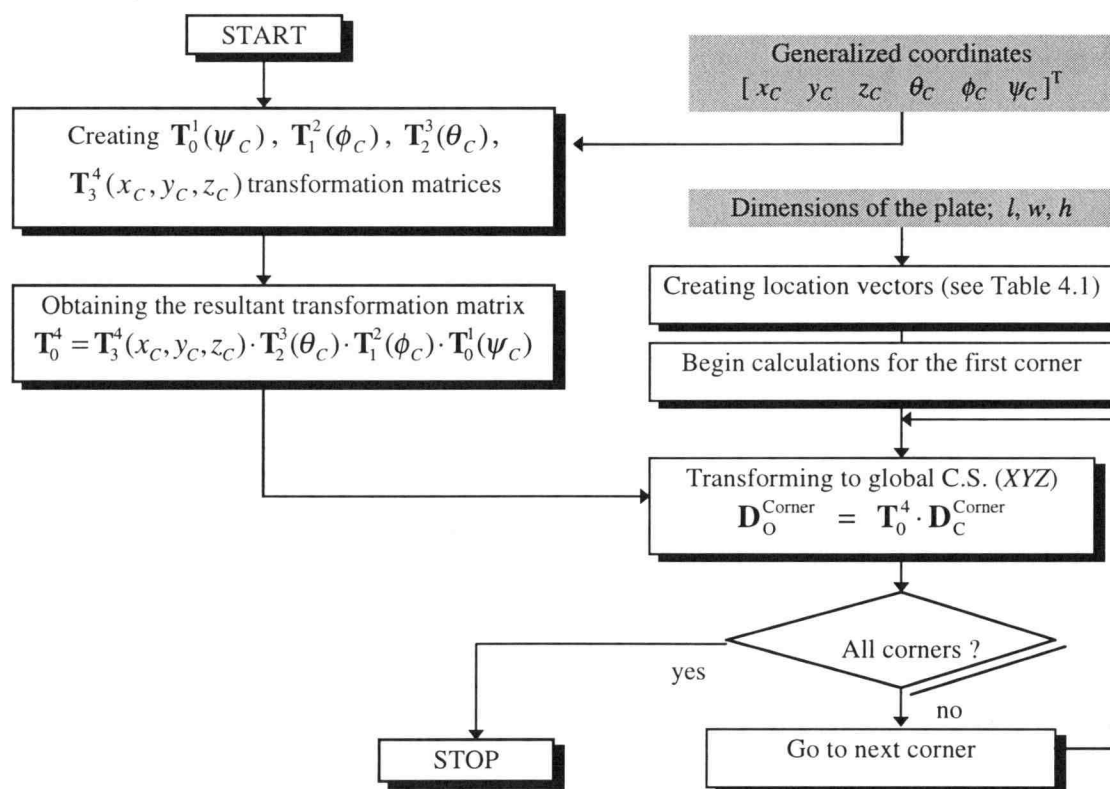 START
Generalized coordinates
[ x_C y_C z_C θ_C ϕ_C ψ_C ]^T
Creating T_0^1(ψ_C), T_1^2(ϕ_C), T_2^3(θ_C),
T_3^4(x_C, y_C, z_C) transformation matrices
Dimensions of the plate; l, w, h
Creating location vectors (see Table 4.1)
Obtaining the resultant transformation matrix
T_0^4 = T_3^4(x_C, y_C, z_C) · T_2^3(θ_C) · T_1^2(ϕ_C) · T_0^1(ψ_C)
Begin calculations for the first corner
Transforming to global C.S. (XYZ)
D_O^Corner = T_0^4 · D_C^Corner
All corners ?
yes
no
STOP
Go to next corner